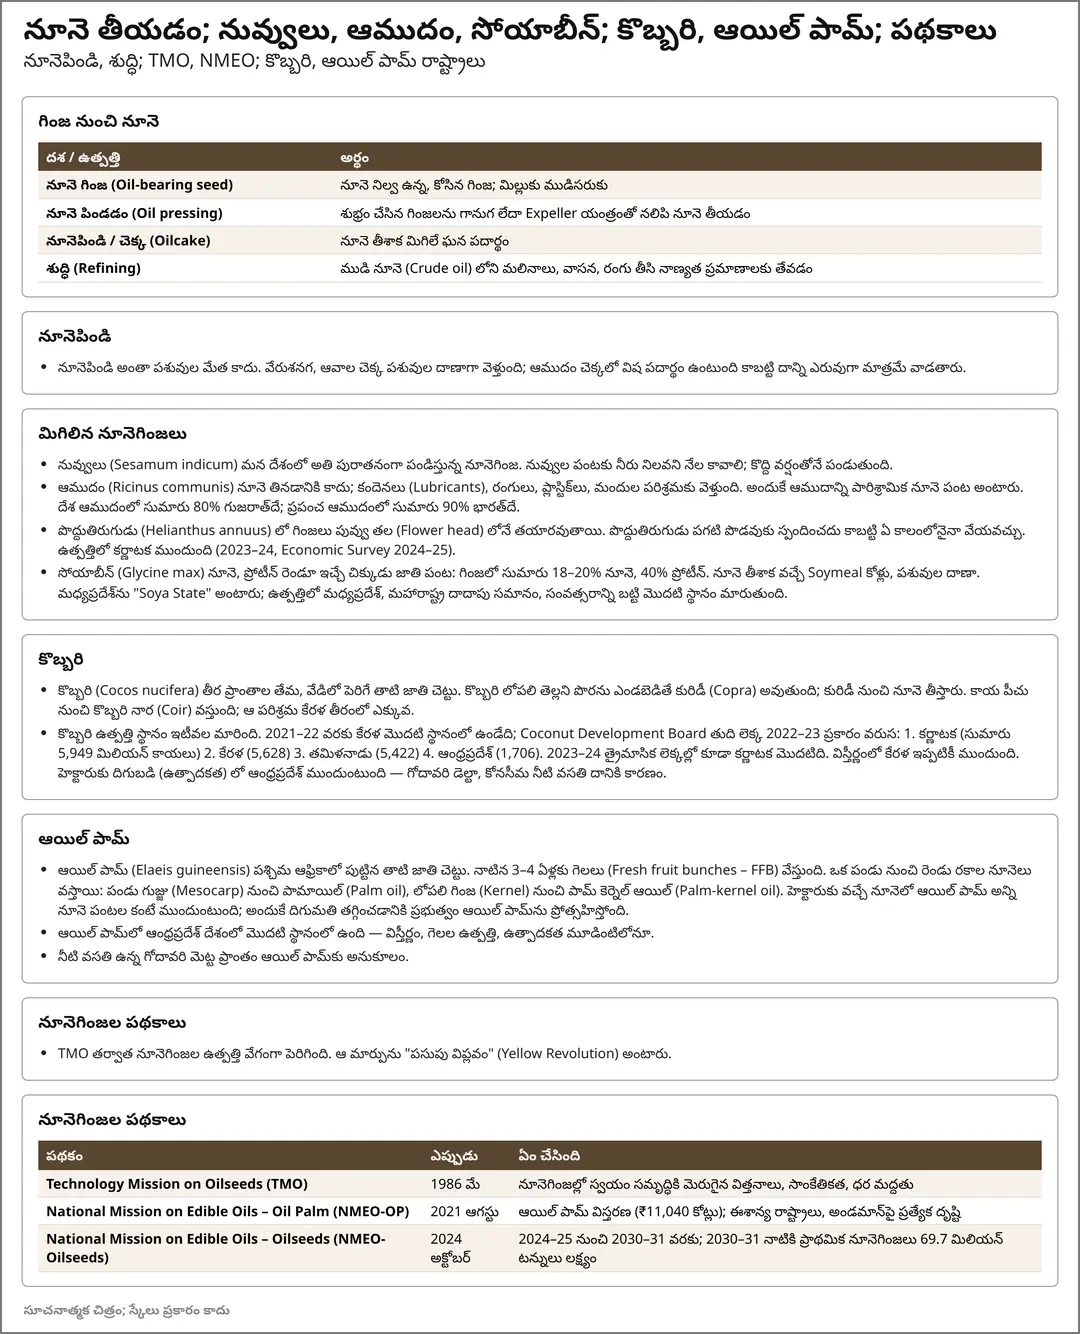 నూనె తీయడం; నువ్వులు, ఆముదం, సోయాబీన్; కొబ్బరి, ఆయిల్ పామ్; పథకాలు
నూనెపిండి, శుద్ధి; TMO, NMEO; కొబ్బరి, ఆయిల్ పామ్ రాష్ట్రాలు
గింజ నుంచి నూనె
దశ / ఉత్పత్తి అర్థం
నూనె గింజ (Oil-bearing seed) నూనె నిల్వ ఉన్న, కోసిన గింజ; మిల్లుకు ముడిసరుకు
నూనె పిండడం (Oil pressing) శుభ్రం చేసిన గింజలను గానుగ లేదా Expeller యంత్రంతో నలిపి నూనె తీయడం
నూనెపిండి / చెక్క (Oilcake) నూనె తీశాక మిగిలే ఘన పదార్థం
శుద్ధి (Refining) ముడి నూనె (Crude oil) లోని మలినాలు, వాసన, రంగు తీసి నాణ్యత ప్రమాణాలకు తేవడం
నూనెపిండి
• నూనెపిండి అంతా పశువుల మేత కాదు. వేరుశనగ, ఆవాల చెక్క పశువుల దాణాగా వెళ్తుంది; ఆముదం చెక్కలో విష పదార్థం ఉంటుంది కాబట్టి దాన్ని ఎరువుగా మాత్రమే వాడతారు.
మిగిలిన నూనెగింజలు
• నువ్వులు (Sesamum indicum) మన దేశంలో అతి పురాతనంగా పండిస్తున్న నూనెగింజ. నువ్వుల పంటకు నీరు నిలవని నేల కావాలి; కొద్ది వర్షంతోనే పండుతుంది.
• ఆముదం (Ricinus communis) నూనె తినడానికి కాదు; కందెనలు (Lubricants), రంగులు, ప్లాస్టిక్‌లు, మందుల పరిశ్రమకు వెళ్తుంది. అందుకే ఆముదాన్ని పారిశ్రామిక నూనె పంట అంటారు.
దేశ ఆముదంలో సుమారు 80% గుజరాత్‌దే; ప్రపంచ ఆముదంలో సుమారు 90% భారత్‌దే.
• పొద్దుతిరుగుడు (Helianthus annuus) లో గింజలు పువ్వు తల (Flower head) లోనే తయారవుతాయి. పొద్దుతిరుగుడు పగటి పొడవుకు స్పందించదు కాబట్టి ఏ కాలంలోనైనా వేయవచ్చు.
ఉత్పత్తిలో కర్ణాటక ముందుంది (2023–24, Economic Survey 2024–25).
• సోయాబీన్ (Glycine max) నూనె, ప్రోటీన్ రెండూ ఇచ్చే చిక్కుడు జాతి పంట: గింజలో సుమారు 18–20% నూనె, 40% ప్రోటీన్. నూనె తీశాక వచ్చే Soymeal కోళ్లు, పశువుల దాణా.
మధ్యప్రదేశ్‌ను "Soya State" అంటారు; ఉత్పత్తిలో మధ్యప్రదేశ్, మహారాష్ట్ర దాదాపు సమానం, సంవత్సరాన్ని బట్టి మొదటి స్థానం మారుతుంది.
కొబ్బరి
• కొబ్బరి (Cocos nucifera) తీర ప్రాంతాల తేమ, వేడిలో పెరిగే తాటి జాతి చెట్టు. కొబ్బరి లోపలి తెల్లని పొరను ఎండబెడితే కురిడీ (Copra) అవుతుంది; కురిడీ నుంచి నూనె తీస్తారు. కాయ పీచు
నుంచి కొబ్బరి నార (Coir) వస్తుంది; ఆ పరిశ్రమ కేరళ తీరంలో ఎక్కువ.
• కొబ్బరి ఉత్పత్తి స్థానం ఇటీవల మారింది. 2021–22 వరకు కేరళ మొదటి స్థానంలో ఉండేది; Coconut Development Board తుది లెక్క 2022–23 ప్రకారం వరుస: 1. కర్ణాటక (సుమారు
5,949 మిలియన్ కాయలు) 2. కేరళ (5,628) 3. తమిళనాడు (5,422) 4. ఆంధ్రప్రదేశ్ (1,706). 2023–24 త్రైమాసిక లెక్కల్లో కూడా కర్ణాటక మొదటిది. విస్తీర్ణంలో కేరళ ఇప్పటికీ ముందుంది.
హెక్టారుకు దిగుబడి (ఉత్పాదకత) లో ఆంధ్రప్రదేశ్ ముందుంటుంది — గోదావరి డెల్టా, కోనసీమ నీటి వసతి దానికి కారణం.
ఆయిల్ పామ్
• ఆయిల్ పామ్ (Elaeis guineensis) పశ్చిమ ఆఫ్రికాలో పుట్టిన తాటి జాతి చెట్టు. నాటిన 3–4 ఏళ్లకు గెలలు (Fresh fruit bunches – FFB) వేస్తుంది. ఒక పండు నుంచి రెండు రకాల నూనెలు
వస్తాయి: పండు గుజ్జు (Mesocarp) నుంచి పామాయిల్ (Palm oil), లోపలి గింజ (Kernel) నుంచి పామ్ కెర్నెల్ ఆయిల్ (Palm-kernel oil). హెక్టారుకు వచ్చే నూనెలో ఆయిల్ పామ్ అన్ని
నూనె పంటల కంటే ముందుంటుంది; అందుకే దిగుమతి తగ్గించడానికి ప్రభుత్వం ఆయిల్ పామ్‌ను ప్రోత్సహిస్తోంది.
• ఆయిల్ పామ్‌లో ఆంధ్రప్రదేశ్ దేశంలో మొదటి స్థానంలో ఉంది — విస్తీర్ణం, గెలల ఉత్పత్తి, ఉత్పాదకత మూడింటిలోనూ.
• నీటి వసతి ఉన్న గోదావరి మెట్ట ప్రాంతం ఆయిల్ పామ్‌కు అనుకూలం.
నూనెగింజల పథకాలు
• TMO తర్వాత నూనెగింజల ఉత్పత్తి వేగంగా పెరిగింది. ఆ మార్పును "పసుపు విప్లవం" (Yellow Revolution) అంటారు.
నూనెగింజల పథకాలు
పథకం ఎప్పుడు ఏం చేసింది
Technology Mission on Oilseeds (TMO) 1986 మే నూనెగింజల్లో స్వయం సమృద్ధికి మెరుగైన విత్తనాలు, సాంకేతికత, ధర మద్దతు
National Mission on Edible Oils – Oil Palm (NMEO-OP) 2021 ఆగస్టు ఆయిల్ పామ్ విస్తరణ (₹11,040 కోట్లు); ఈశాన్య రాష్ట్రాలు, అండమాన్‌పై ప్రత్యేక దృష్టి
National Mission on Edible Oils – Oilseeds (NMEO- 2024 2024–25 నుంచి 2030–31 వరకు; 2030–31 నాటికి ప్రాథమిక నూనెగింజలు 69.7 మిలియన్
Oilseeds) అక్టోబర్ టన్నులు లక్ష్యం
సూచనాత్మక చిత్రం; స్కేలు ప్రకారం కాదు